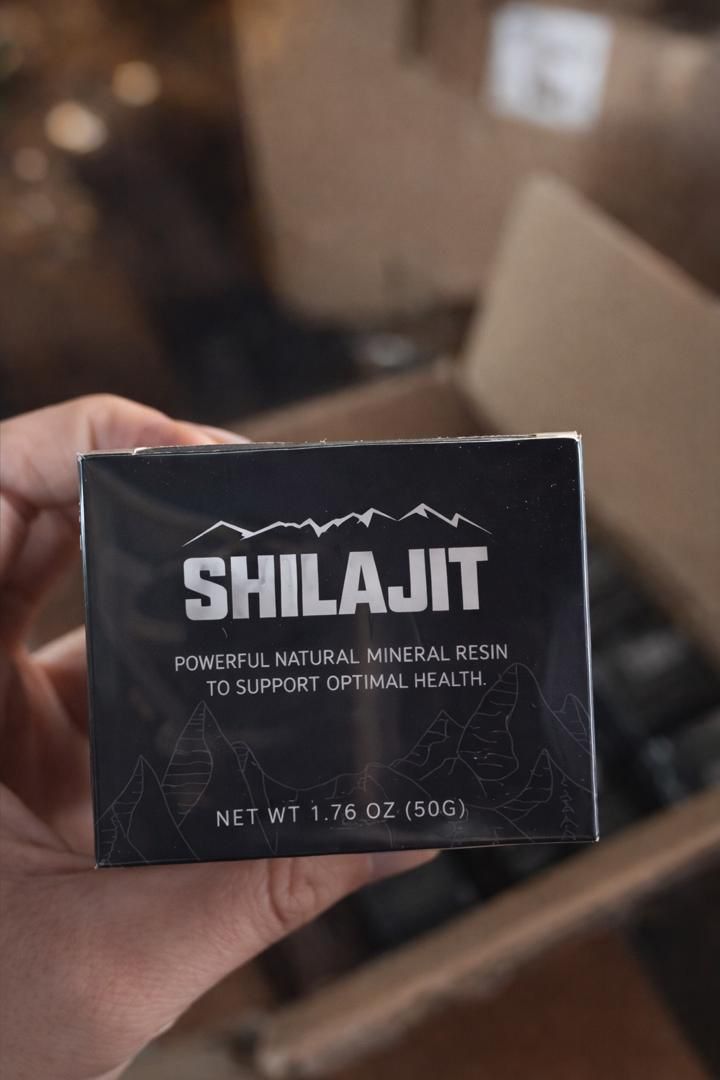 SHILAJIT
POWERFUL NATURAL MINERAL RESIN
TO SUPPORT OPTIMAL HEALTH.
NET WT 1.76 OZ (50G)